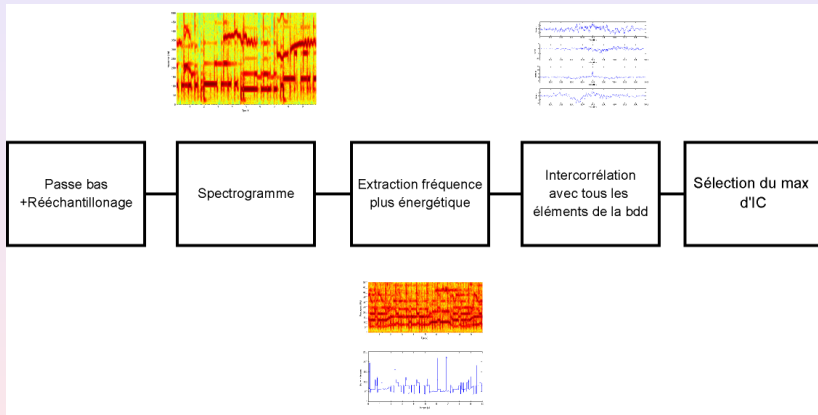 Passe bas
+Rééchantillonage
Spectrogramme
Extraction fréquence
plus énergétique
Intercorrélation
avec tous les
éléments de la bdd
Sélection du max
d'IC